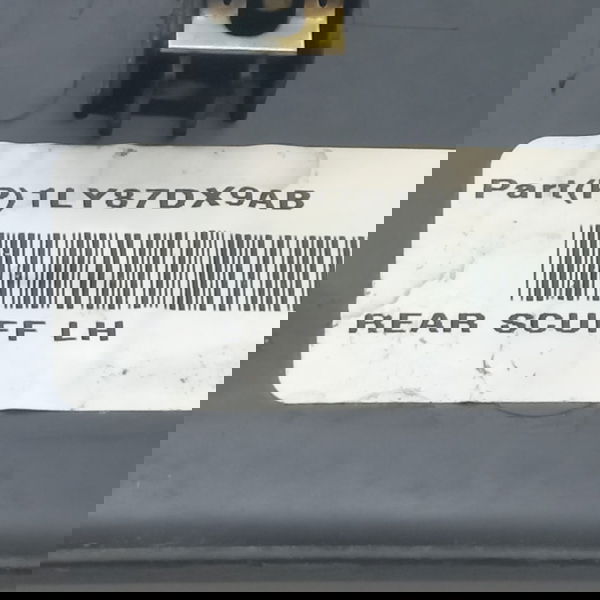 Part(P)1LY87DX9AB
REAR SCUFF LH